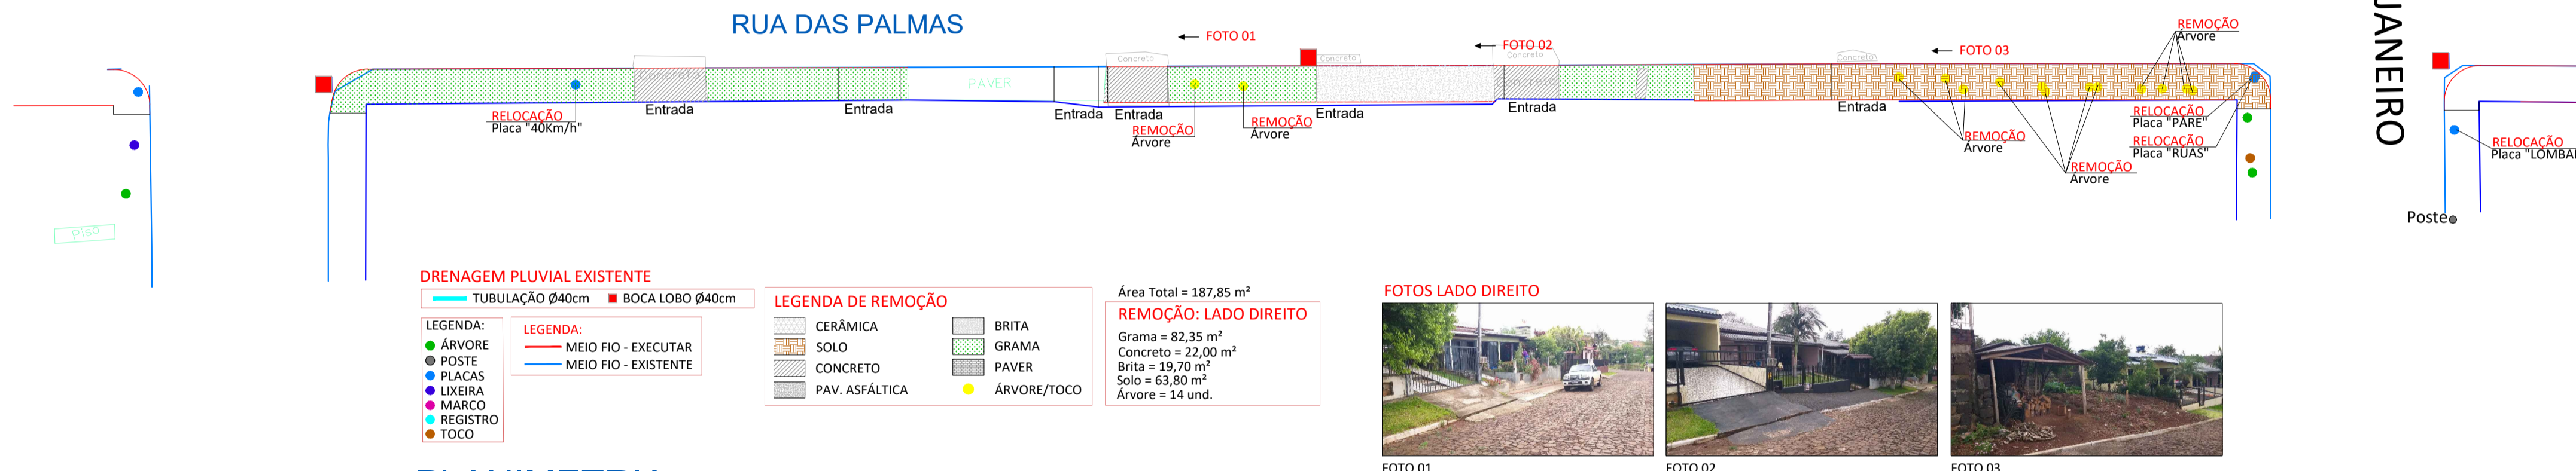 RUA DAS PALMAS
FOTO 01
FOTO 02
FOTO 03
REMOÇÃO
Árvore
JANEIRO
Concreto
Concreto
Concreto
Concreto
Concreto
Concreto
PAVER
Entrada
Entrada
Entrada
Entrada
Entrada
Entrada
Entrada
RELOCAÇÃO
Placa "40Km/h"
REMOÇÃO
Árvore
REMOÇÃO
Árvore
REMOÇÃO
Árvore
REMOÇÃO
Árvore
RELOCAÇÃO
Placa "PARE"
RELOCAÇÃO
Placa "RUAS"
RELOCAÇÃO
Placa "LOMBA
Poste
Piso
DRENAGEM PLUVIAL EXISTENTE
TUBULAÇÃO Ø40cm
BOCA LOBO Ø40cm
LEGENDA:
ÁRVORE
POSTE
PLACAS
LIXEIRA
MARCO
REGISTRO
TOCO
LEGENDA:
MEIO FIO - EXECUTAR
MEIO FIO - EXISTENTE
LEGENDA DE REMOÇÃO
CERÂMICA
SOLO
CONCRETO
PAV. ASFÁLTICA
BRITA
GRAMA
PAVER
ÁRVORE/TOCO
Área Total = 187,85 m²
REMOÇÃO: LADO DIREITO
Grama = 82,35 m²
Concreto = 22,00 m²
Brita = 19,70 m²
Solo = 63,80 m²
Árvore = 14 und.
FOTOS LADO DIREITO
FOTO 01
FOTO 02
FOTO 03